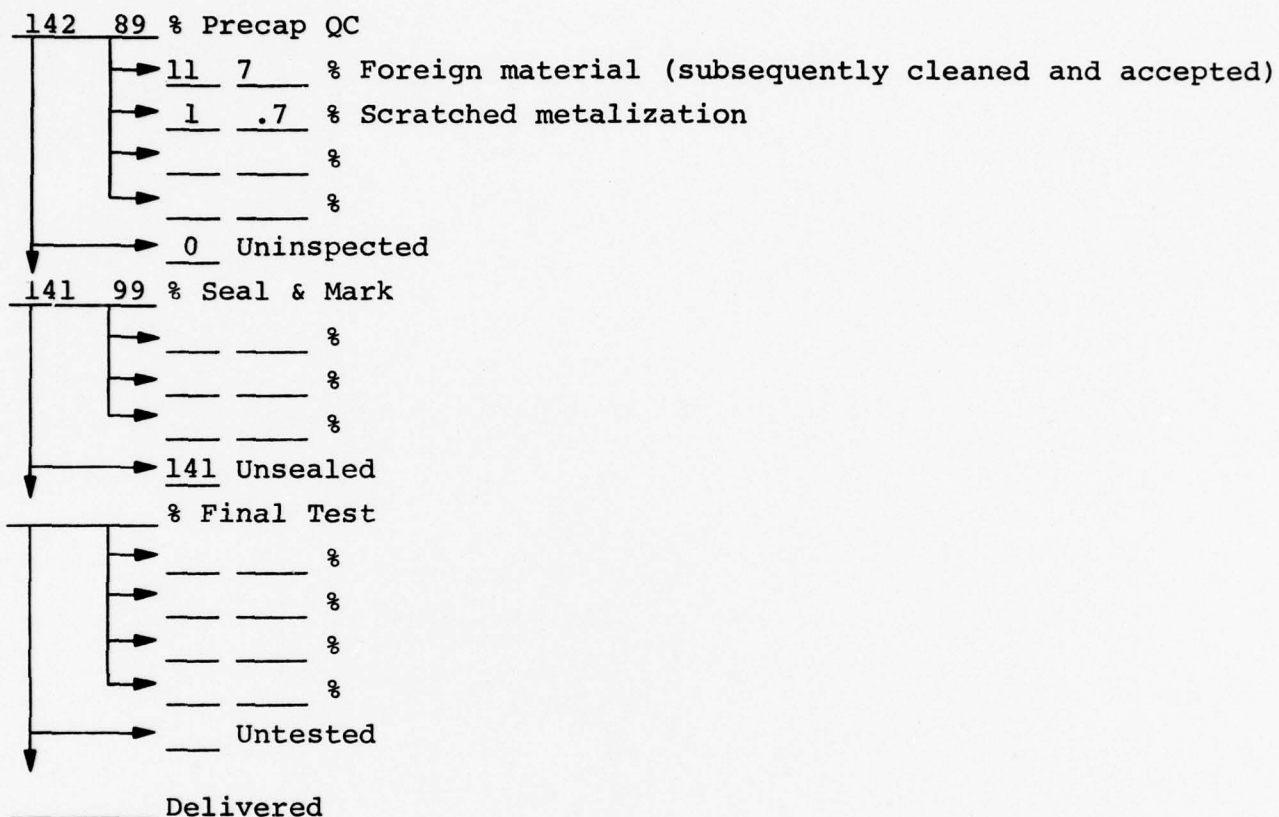 142 89 % Precap QC
11 7 % Foreign material (subsequently cleaned and accepted)
1 .7 % Scratched metalization
%
%
0 Uninspected
141 99 % Seal & Mark
%
%
%
141 Unsealed
% Final Test
%
%
%
%
Untested
Delivered